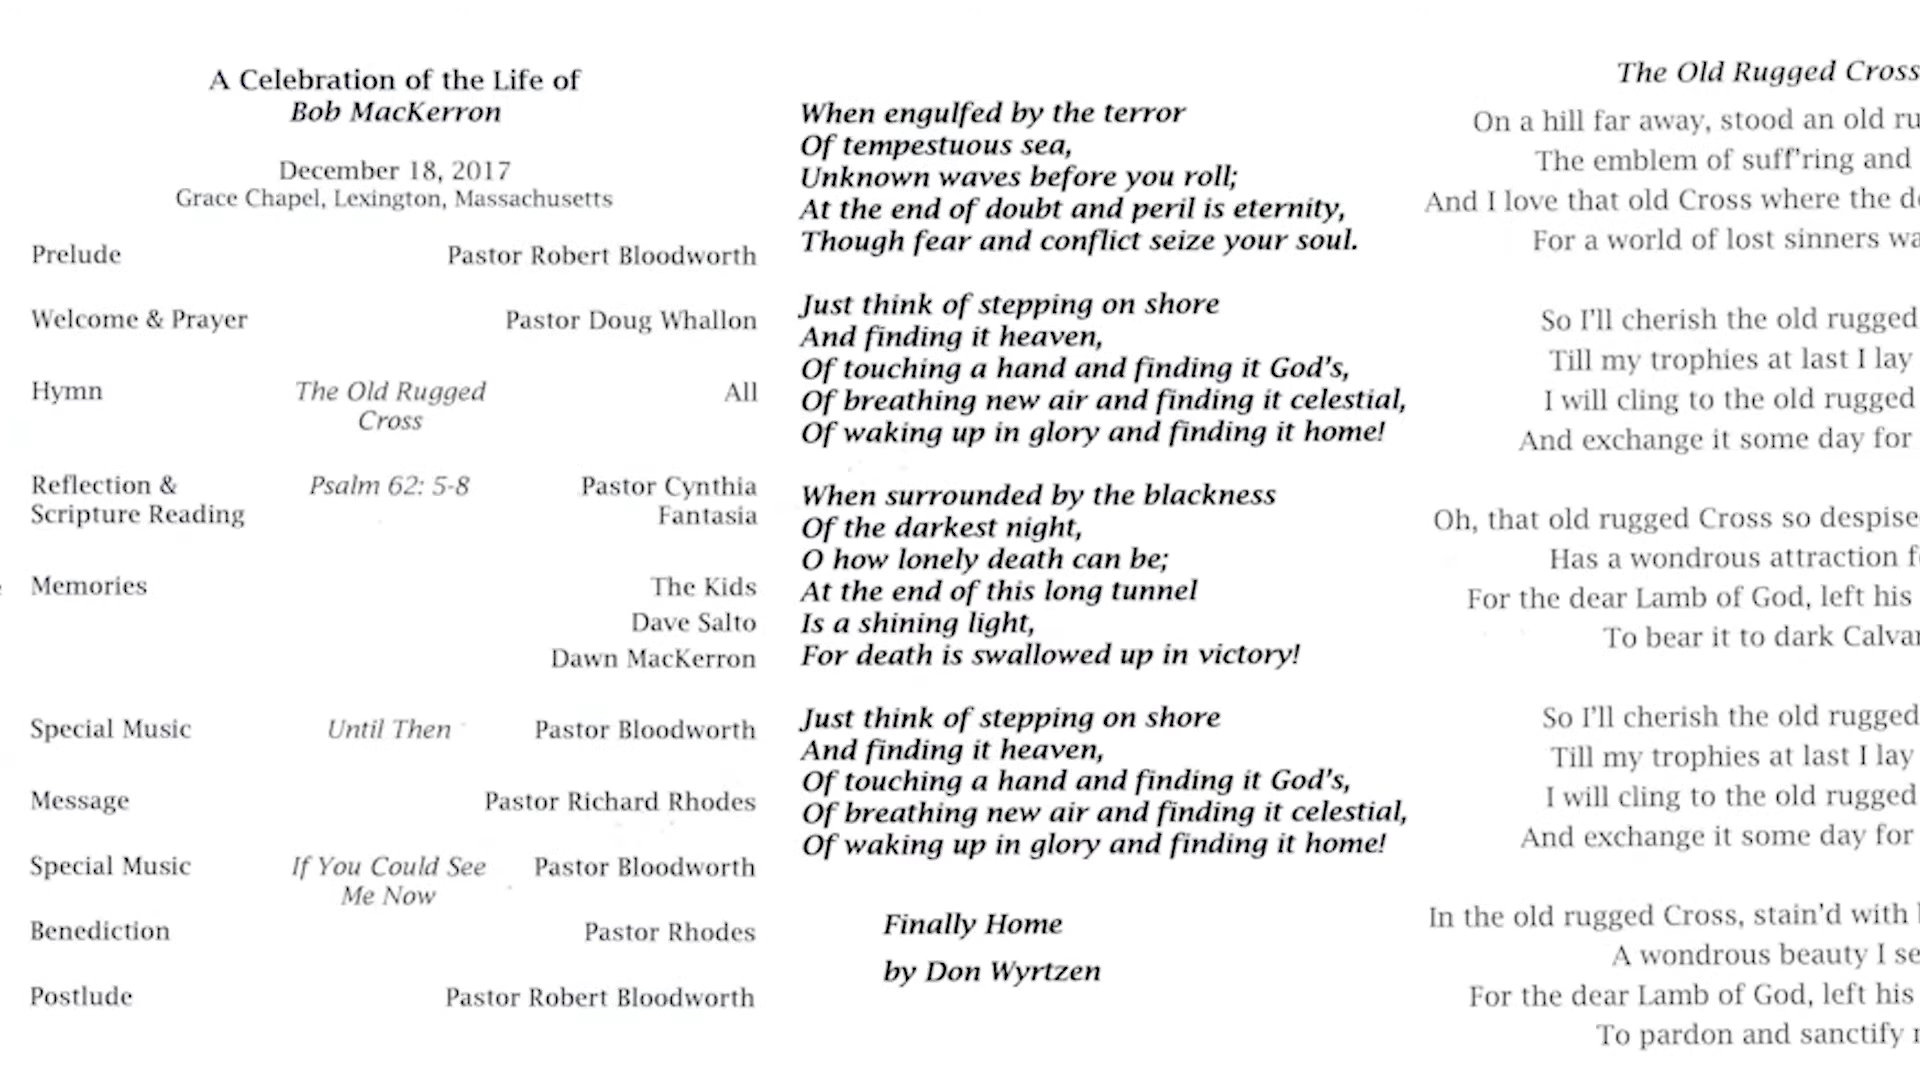 A Celebration of the Life of
Bob MacKerron
December 18, 2017
Grace Chapel, Lexington, Massachusetts
Prelude Pastor Robert Bloodworth
Welcome & Prayer Pastor Doug Whallon
Hymn The Old Rugged All
Cross
Reflection & Psalm 62: 5-8 Pastor Cynthia
Scripture Reading Fantasia
Memories The Kids
Dave Salto
Dawn MacKerron
Special Music Until Then Pastor Bloodworth
Message Pastor Richard Rhodes
Special Music If You Could See Pastor Bloodworth
Me Now
Benediction Pastor Rhodes
Postlude Pastor Robert Bloodworth
When engulfed by the terror
Of tempestuous sea,
Unknown waves before you roll;
At the end of doubt and peril is eternity,
Though fear and conflict seize your soul.
Just think of stepping on shore
And finding it heaven,
Of touching a hand and finding it God's,
Of breathing new air and finding it celestial,
Of waking up in glory and finding it home!
When surrounded by the blackness
Of the darkest night,
O how lonely death can be;
At the end of this long tunnel
Is a shining light,
For death is swallowed up in victory!
Just think of stepping on shore
And finding it heaven,
Of touching a hand and finding it God's,
Of breathing new air and finding it celestial,
Of waking up in glory and finding it home!
Finally Home
by Don Wyrtzen
The Old Rugged Cross
On a hill far away, stood an old
The emblem of suff'ring and
And I love that old Cross where the
For a world of lost sinners
So I'll cherish the old rugged
Till my trophies at last I lay
I will cling to the old rugged
And exchange it some day for
Oh, that old rugged Cross so
Has a wondrous attraction
For the dear Lamb of God, left his
To bear it to dark
So I'll cherish the old rugged
Till my trophies at last I lay
I will cling to the old rugged
And exchange it some day for
In the old rugged Cross, stain'd with
A wondrous beauty I
For the dear Lamb of God, left his
To pardon and sanctify